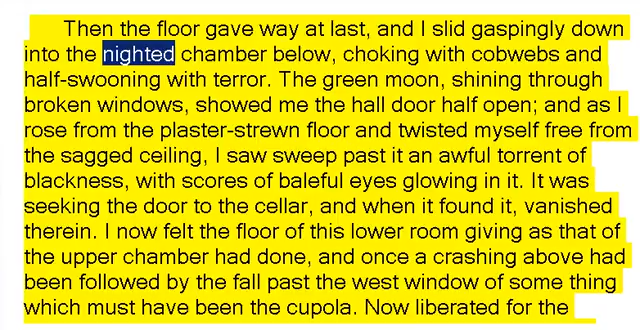 Then the floor gave way at last, and I slid gaspingly down
into the nighted chamber below, choking with cobwebs and
half-swooning with terror. The green moon, shining through
broken windows, showed me the hall door half open; and as I
rose from the plaster-strewn floor and twisted myself free from
the sagged ceiling, I saw sweep past it an awful torrent of
blackness, with scores of baleful eyes glowing in it. It was
seeking the door to the cellar, and when it found it, vanished
therein. I now felt the floor of this lower room giving as that of
the upper chamber had done, and once a crashing above had
been followed by the fall past the west window of some thing
which must have been the cupola. Now liberated for the